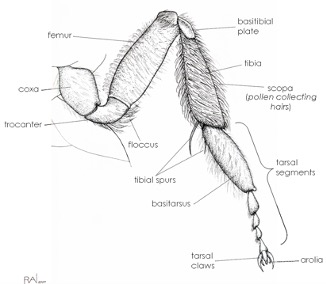 femur
basitibial
plate
tibia
coxa
scopa
(pollen collecting
hairs)
trocanter
floccus
tibial spurs
tarsal
segments
basitarsus
tarsal
claws
arolia